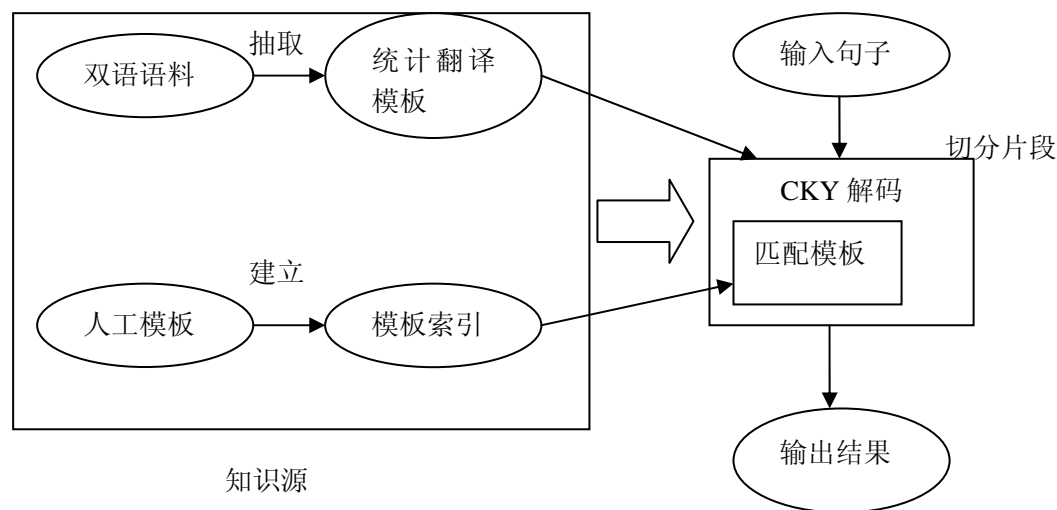 抽取
双语语料
统计翻译
模板
输入句子
切分片段
CKY 解码
匹配模板
建立
人工模板
模板索引
输出结果
知识源